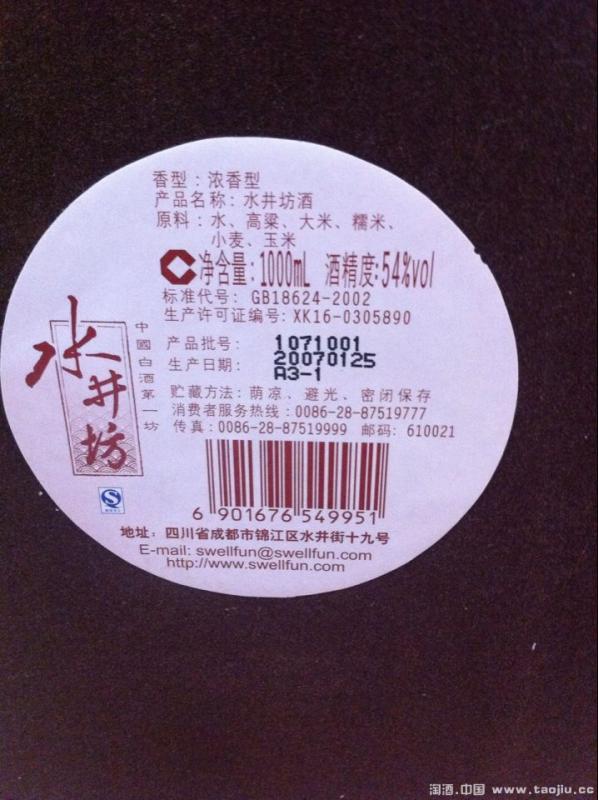 香型：浓香型
产品名称：水井坊酒
原料：水、高粱、大米、糯米、
小麦、玉米
净含量：1000mL 酒精度：54%vol
标准代号：GB18624-2002
生产许可证编号：XK16-0305890
产品批号： 1071001
生产日期： 20070125
A3-1
贮藏方法：荫凉、避光、密闭保存
消费者服务热线：0086-28-87519777
传真：0086-28-87519999 邮码：610021
水井坊
中國白酒第一坊
6 901676 549951
地址：四川省成都市锦江区水井街十九号
E-mail: swellfun@swellfun.com
http://www.swellfun.com
淘酒.中国 www.taojiu.cc